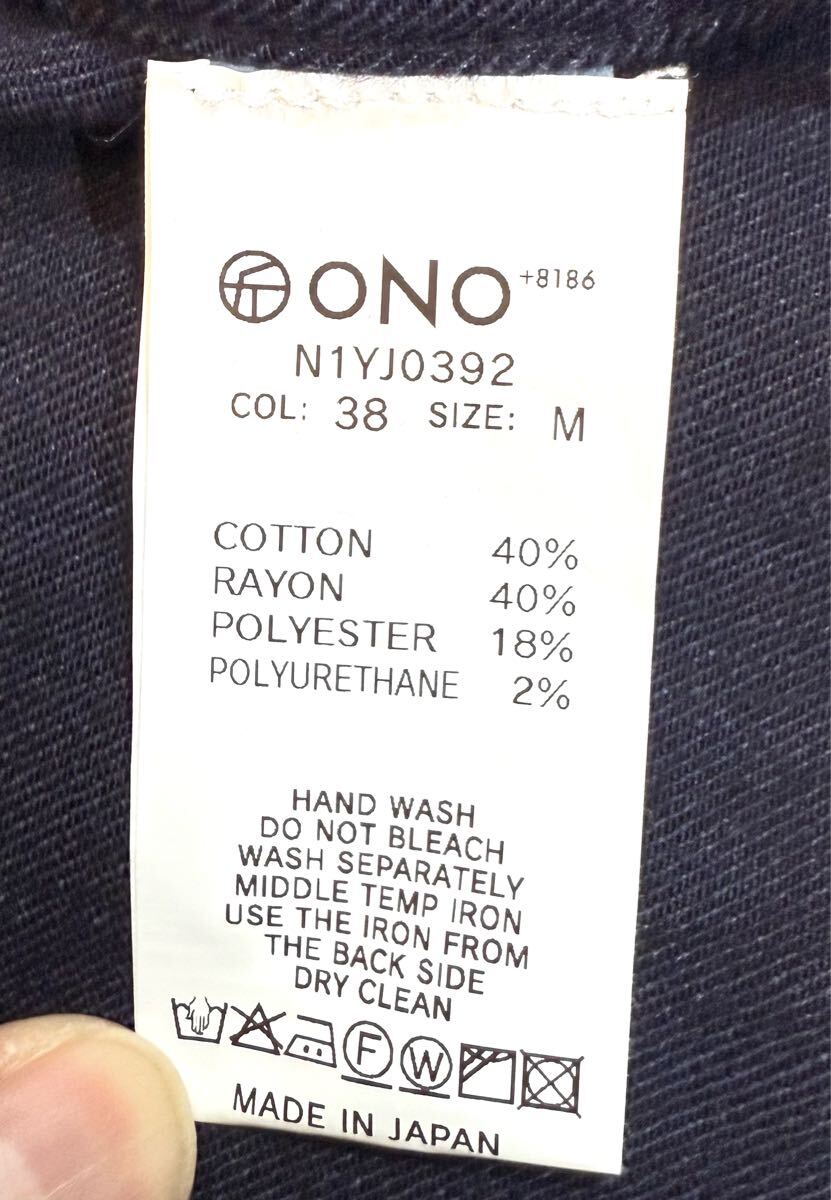 ONO +8186
N1YJ0392
COL: 38 SIZE: M
COTTON 40%
RAYON 40%
POLYESTER 18%
POLYURETHANE 2%
HAND WASH
DO NOT BLEACH
WASH SEPARATELY
MIDDLE TEMP IRON
USE THE IRON FROM
THE BACK SIDE
DRY CLEAN
F W
MADE IN JAPAN